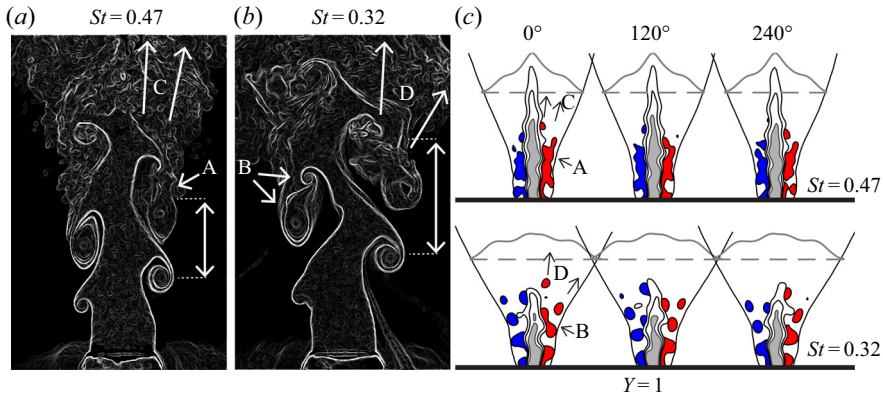 (a) St = 0.47
(b) St = 0.32
(c)
0° 120° 240°
C
A
D
B
C
A
St = 0.47
D
B
St = 0.32
Y = 1